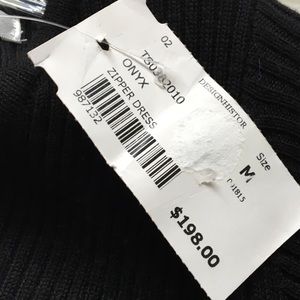 02
ONYX
ZIPPER DRESS
987132
DESIGNHISTOR
Size
M
$198.00